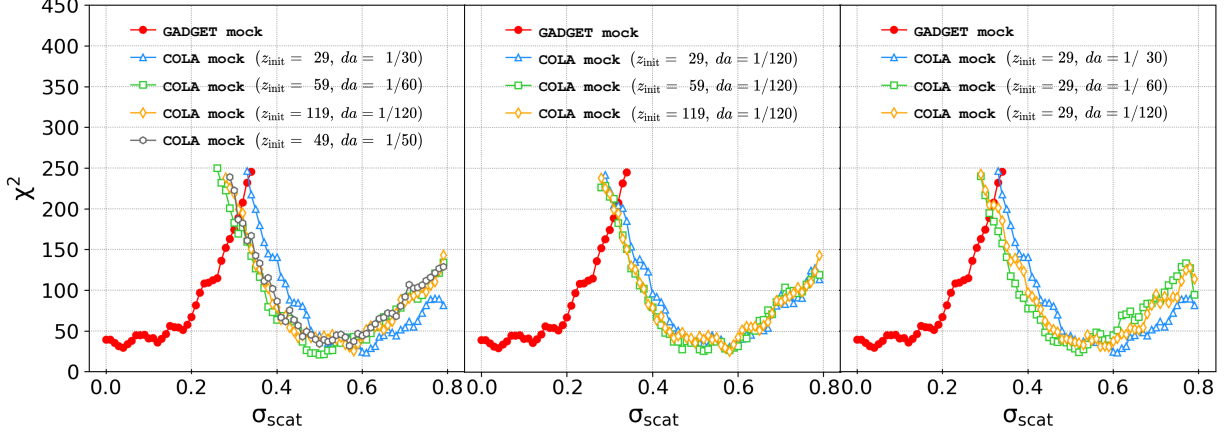 χ²
450
400
350
300
250
200
150
100
50
0
GADGET mock
COLA mock (z_init = 29, da = 1/30)
COLA mock (z_init = 59, da = 1/60)
COLA mock (z_init = 119, da = 1/120)
COLA mock (z_init = 49, da = 1/50)
0.0 0.2 0.4 0.6 0.8
σ_scat
GADGET mock
COLA mock (z_init = 29, da = 1/120)
COLA mock (z_init = 59, da = 1/120)
COLA mock (z_init = 119, da = 1/120)
0.0 0.2 0.4 0.6 0.8
σ_scat
GADGET mock
COLA mock (z_init = 29, da = 1/ 30)
COLA mock (z_init = 29, da = 1/ 60)
COLA mock (z_init = 29, da = 1/120)
0.0 0.2 0.4 0.6 0.8
σ_scat